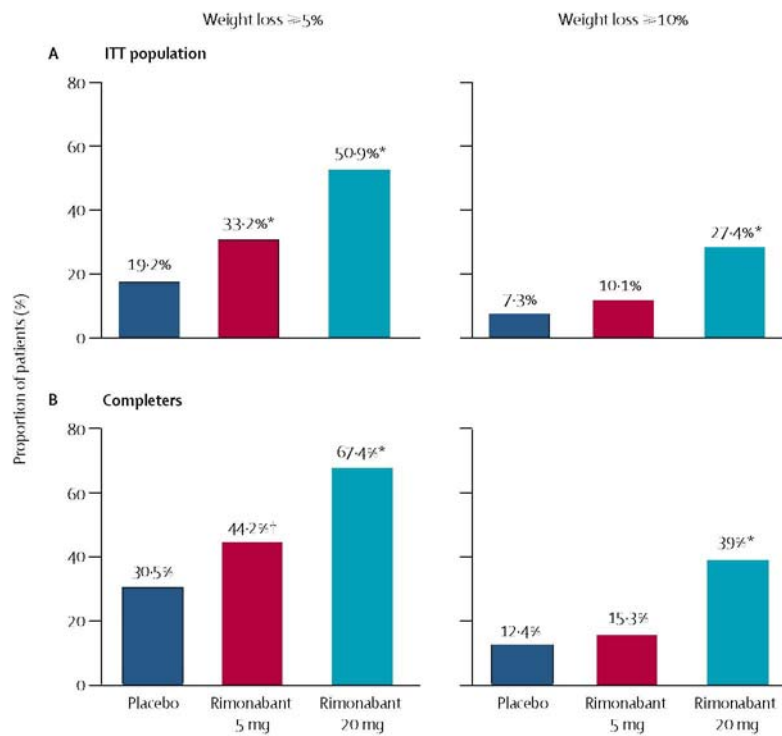 Weight loss ⩾5%
Weight loss ⩾10%
A ITT population
Proportion of patients (%)
80
60
40
20
0
19·2%
33·2%*
50·9%*
7·3%
10·1%
27·4%*
B Completers
80
60
40
20
0
30·5%
44·2%†
67·4%*
12·4%
15·3%
39%*
Placebo
Rimonabant
5 mg
Rimonabant
20 mg
Placebo
Rimonabant
5 mg
Rimonabant
20 mg